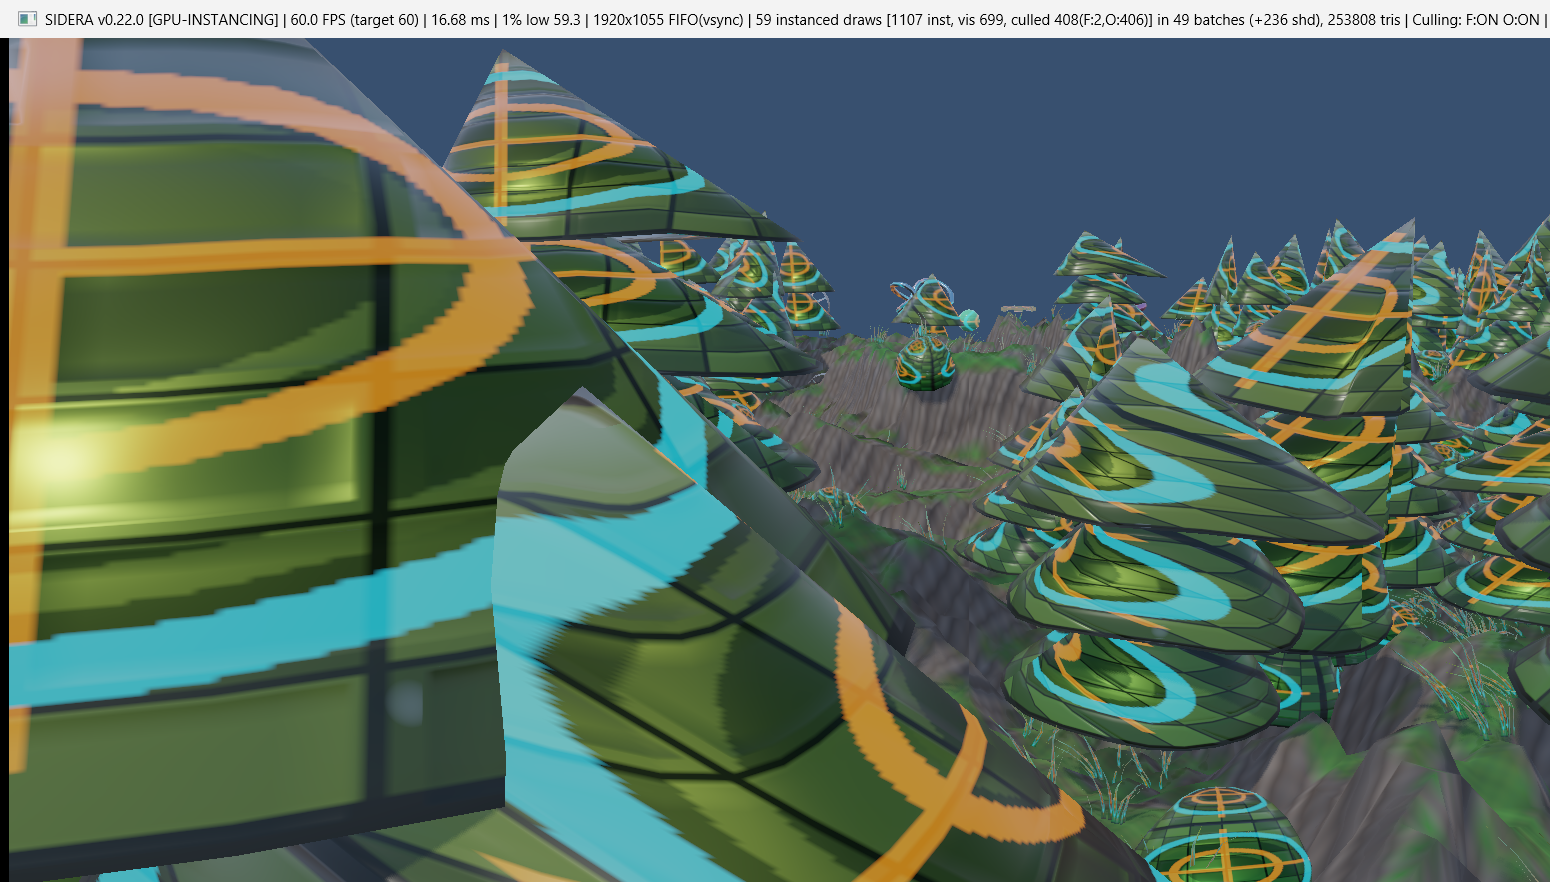 SIDERA v0.22.0 [GPU-INSTANCING] | 60.0 FPS (target 60) | 16.68 ms | 1% low 59.3 | 1920x1055 FIFO(vsync) | 59 instanced draws [1107 inst, vis 699, culled 408(F:2,O:406)] in 49 batches (+236 shd), 253808 tris | Culling: F:ON O:ON |